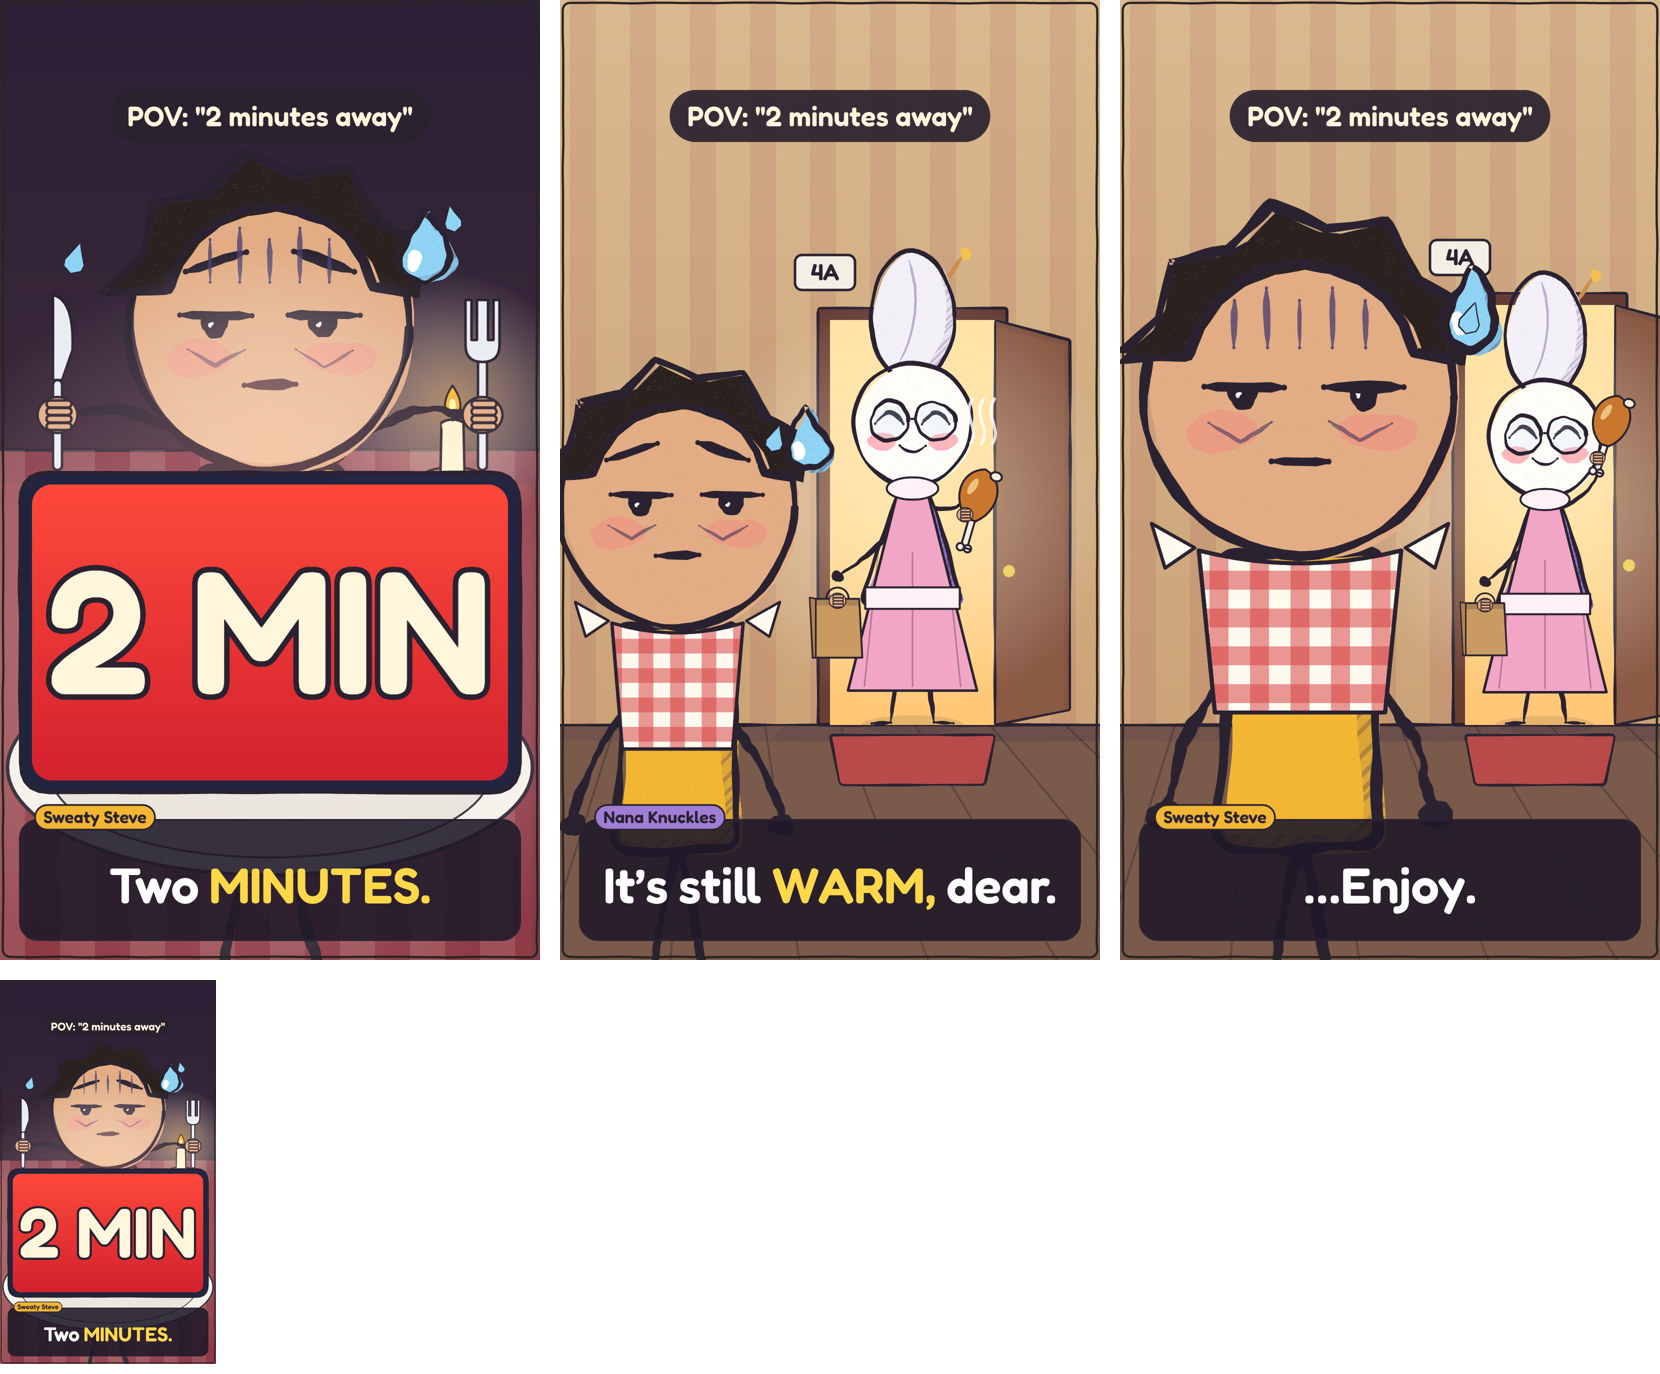 POV: "2 minutes away"
2 MIN
Sweaty Steve
Two MINUTES.
POV: "2 minutes away"
4A
Nana Knuckles
It's still WARM, dear.
POV: "2 minutes away"
4A
Sweaty Steve
...Enjoy.
POV: "2 minutes away"
2 MIN
Sweaty Steve
Two MINUTES.